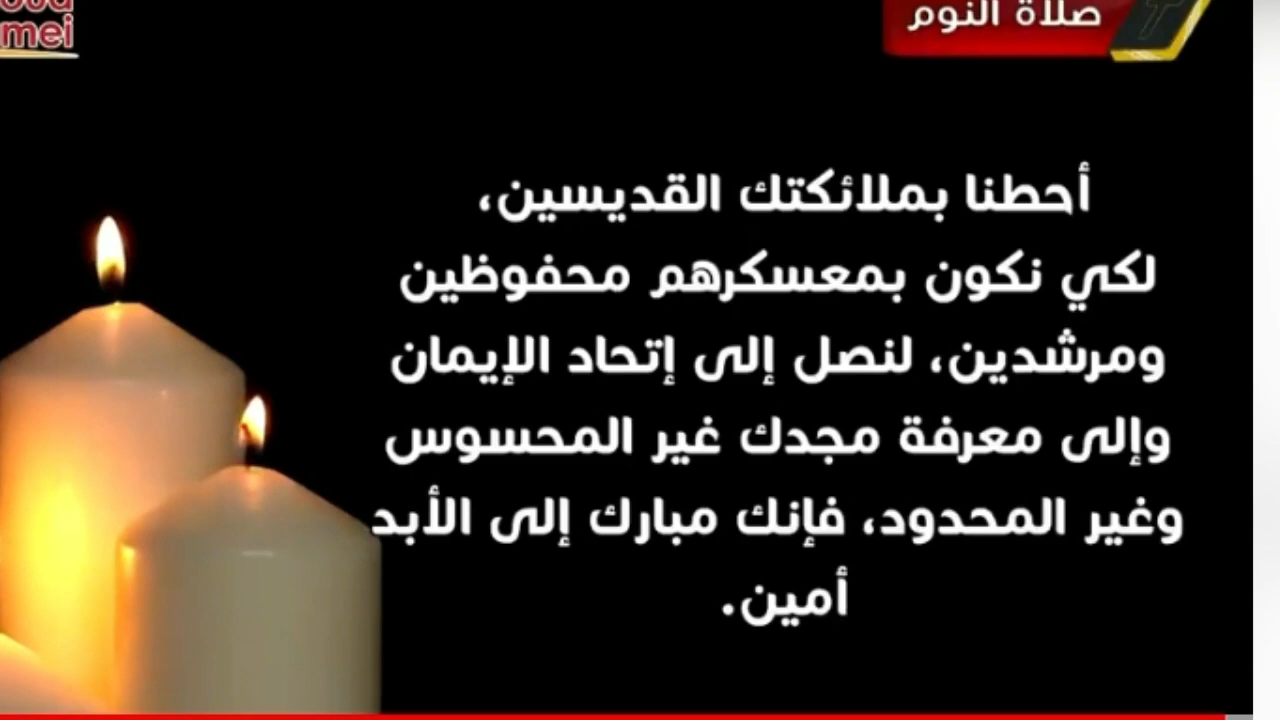 صلاة النوم
mei
أحطنا بملائكتك القديسين،
لكي نكون بمعسكرهم محفوظين
ومرشدين، لنصل إلى إتحاد الإيمان
وإلى معرفة مجدك غير المحسوس
وغير المحدود، فإنك مبارك إلى الأبد
أمين.